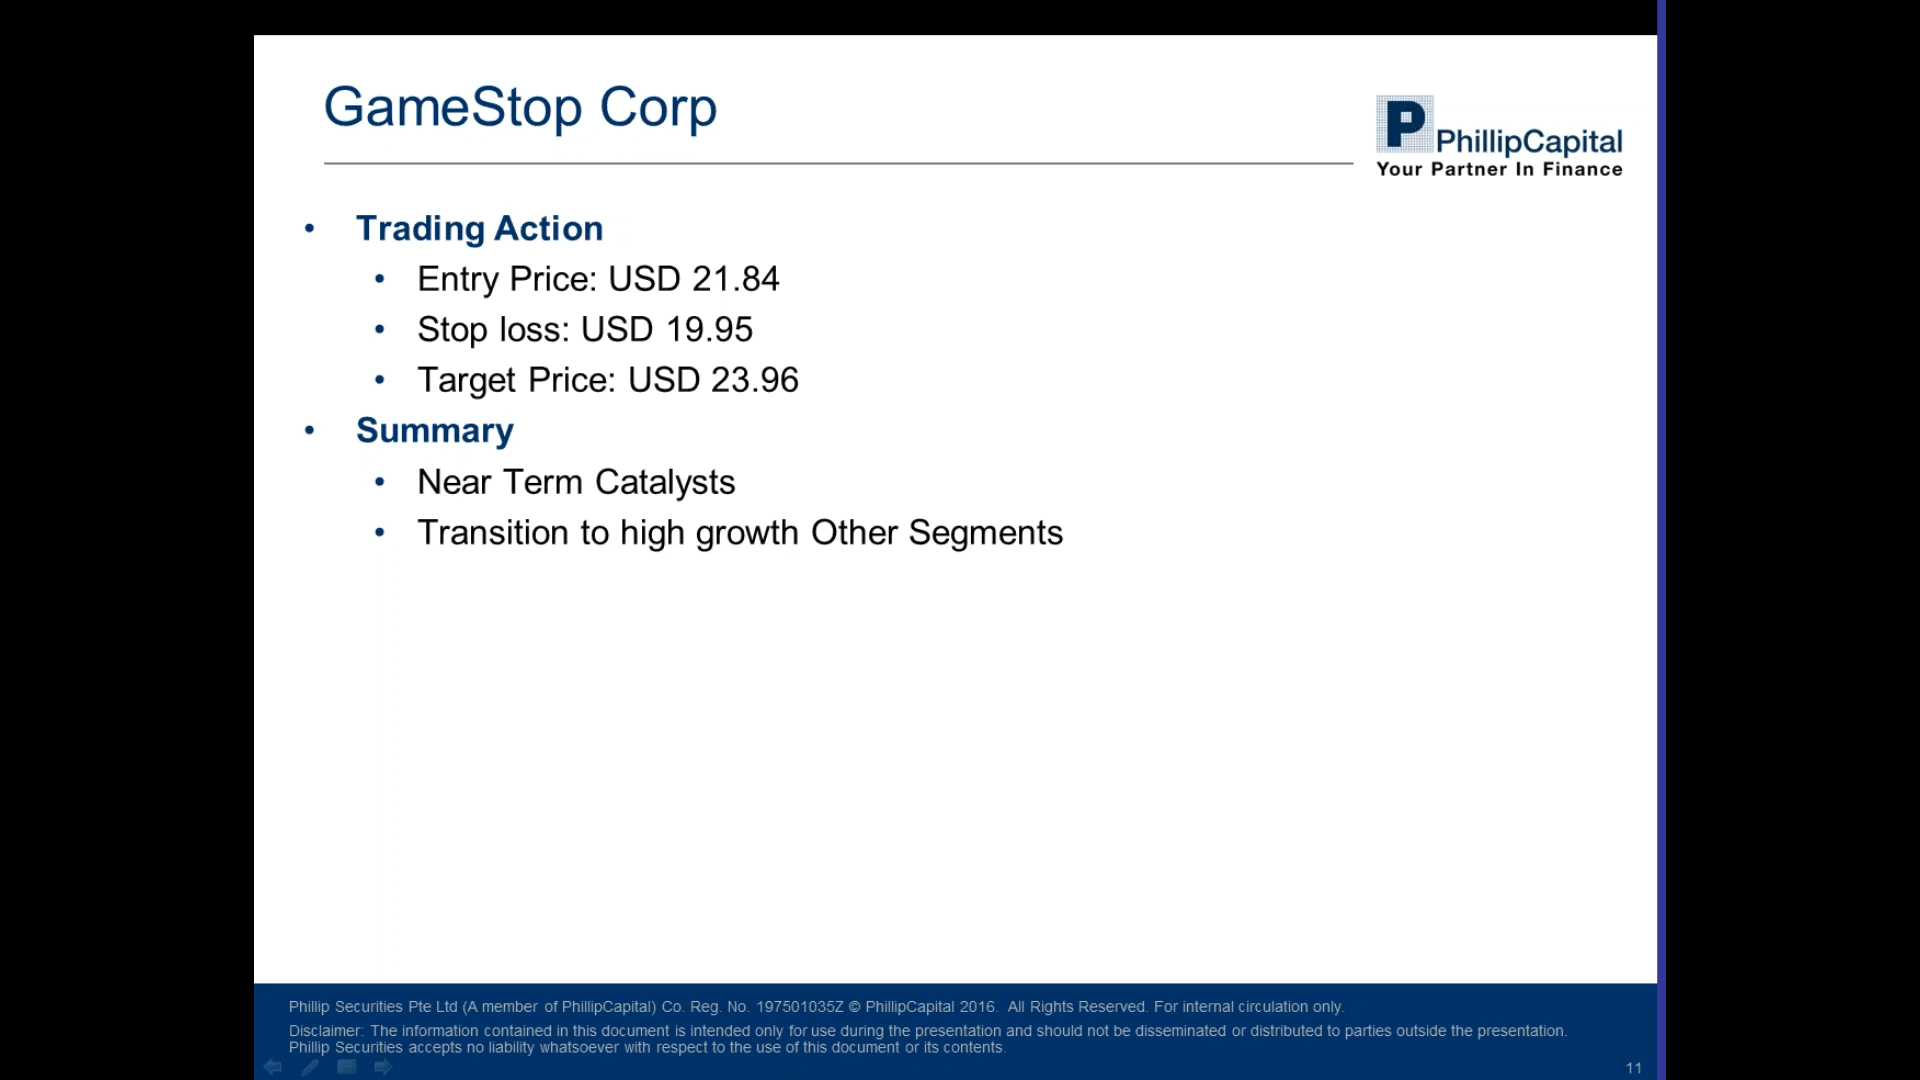 GameStop Corp
PhillipCapital
Your Partner In Finance
• Trading Action
• Entry Price: USD 21.84
• Stop loss: USD 19.95
• Target Price: USD 23.96
• Summary
• Near Term Catalysts
• Transition to high growth Other Segments
Phillip Securities Pte Ltd (A member of PhillipCapital) Co. Reg. No. 197501035Z © PhillipCapital 2016. All Rights Reserved. For internal circulation only.
Disclaimer: The information contained in this document is intended only for use during the presentation and should not be disseminated or distributed to parties outside the presentation.
Phillip Securities accepts no liability whatsoever with respect to the use of this document or its contents.
11